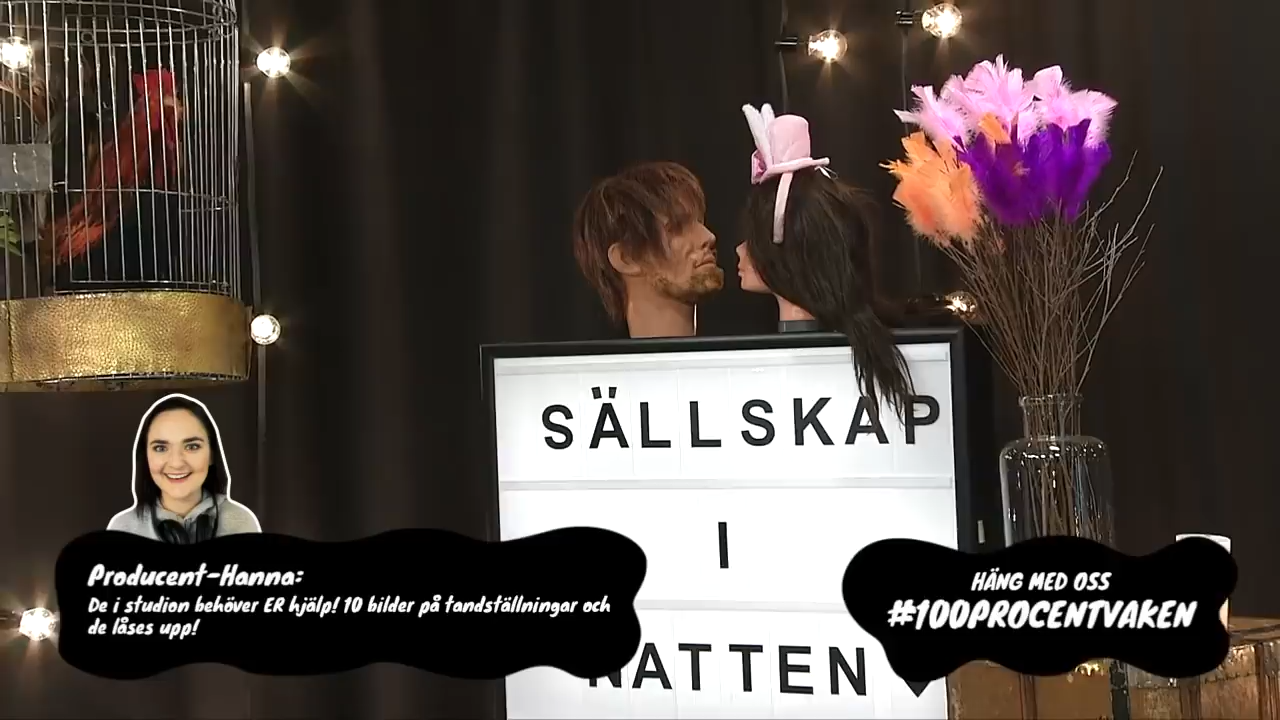 SÄLLSKAP
I
NATTEN
Producent-Hanna:
De i studion behöver ER hjälp! 10 bilder på tandställningar och
de låses upp!
HÄNG MED OSS
#100PROCENTVAKEN